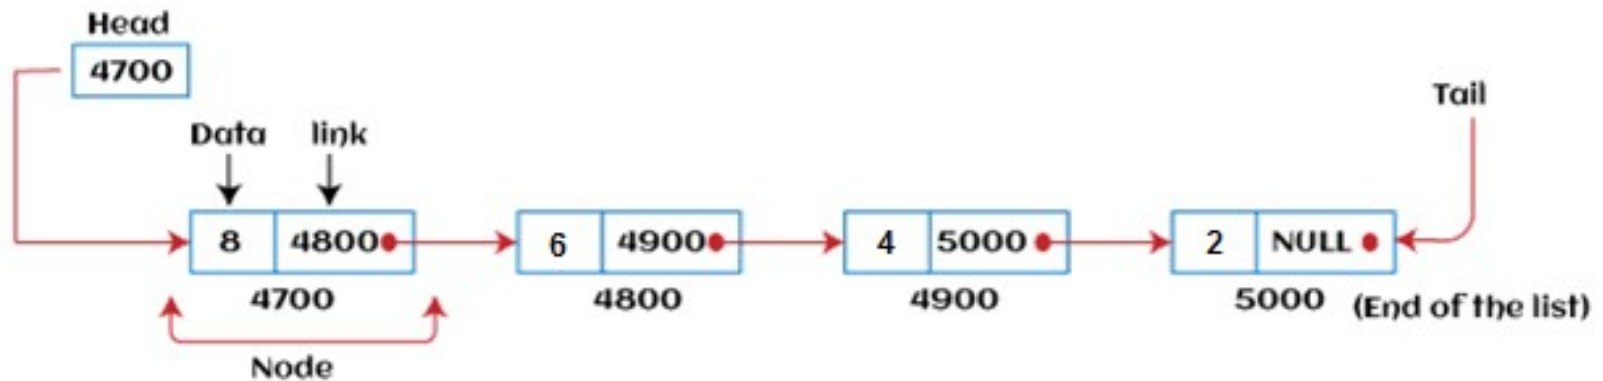 Head
4700
Tail
Data link
8 4800 6 4900 4 5000 2 NULL
4700 4800 4900 5000 (End of the list)
Node